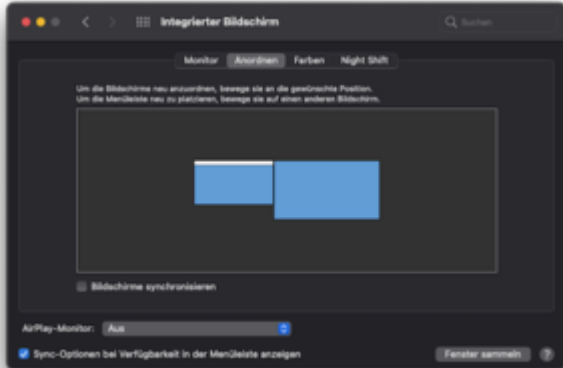 Integrierter Bildschirm
Suchen
Monitor Anordnen Farben Night Shift
Um die Bildschirme neu anzuordnen, bewege sie an die gewünschte Position.
Um die Menüleiste neu zu platzieren, bewege sie auf einen anderen Bildschirm.
Bildschirme synchronisieren
AirPlay-Monitor: Aus
Sync-Optionen bei Verfügbarkeit in der Menüleiste anzeigen
Fenster sammeln ?